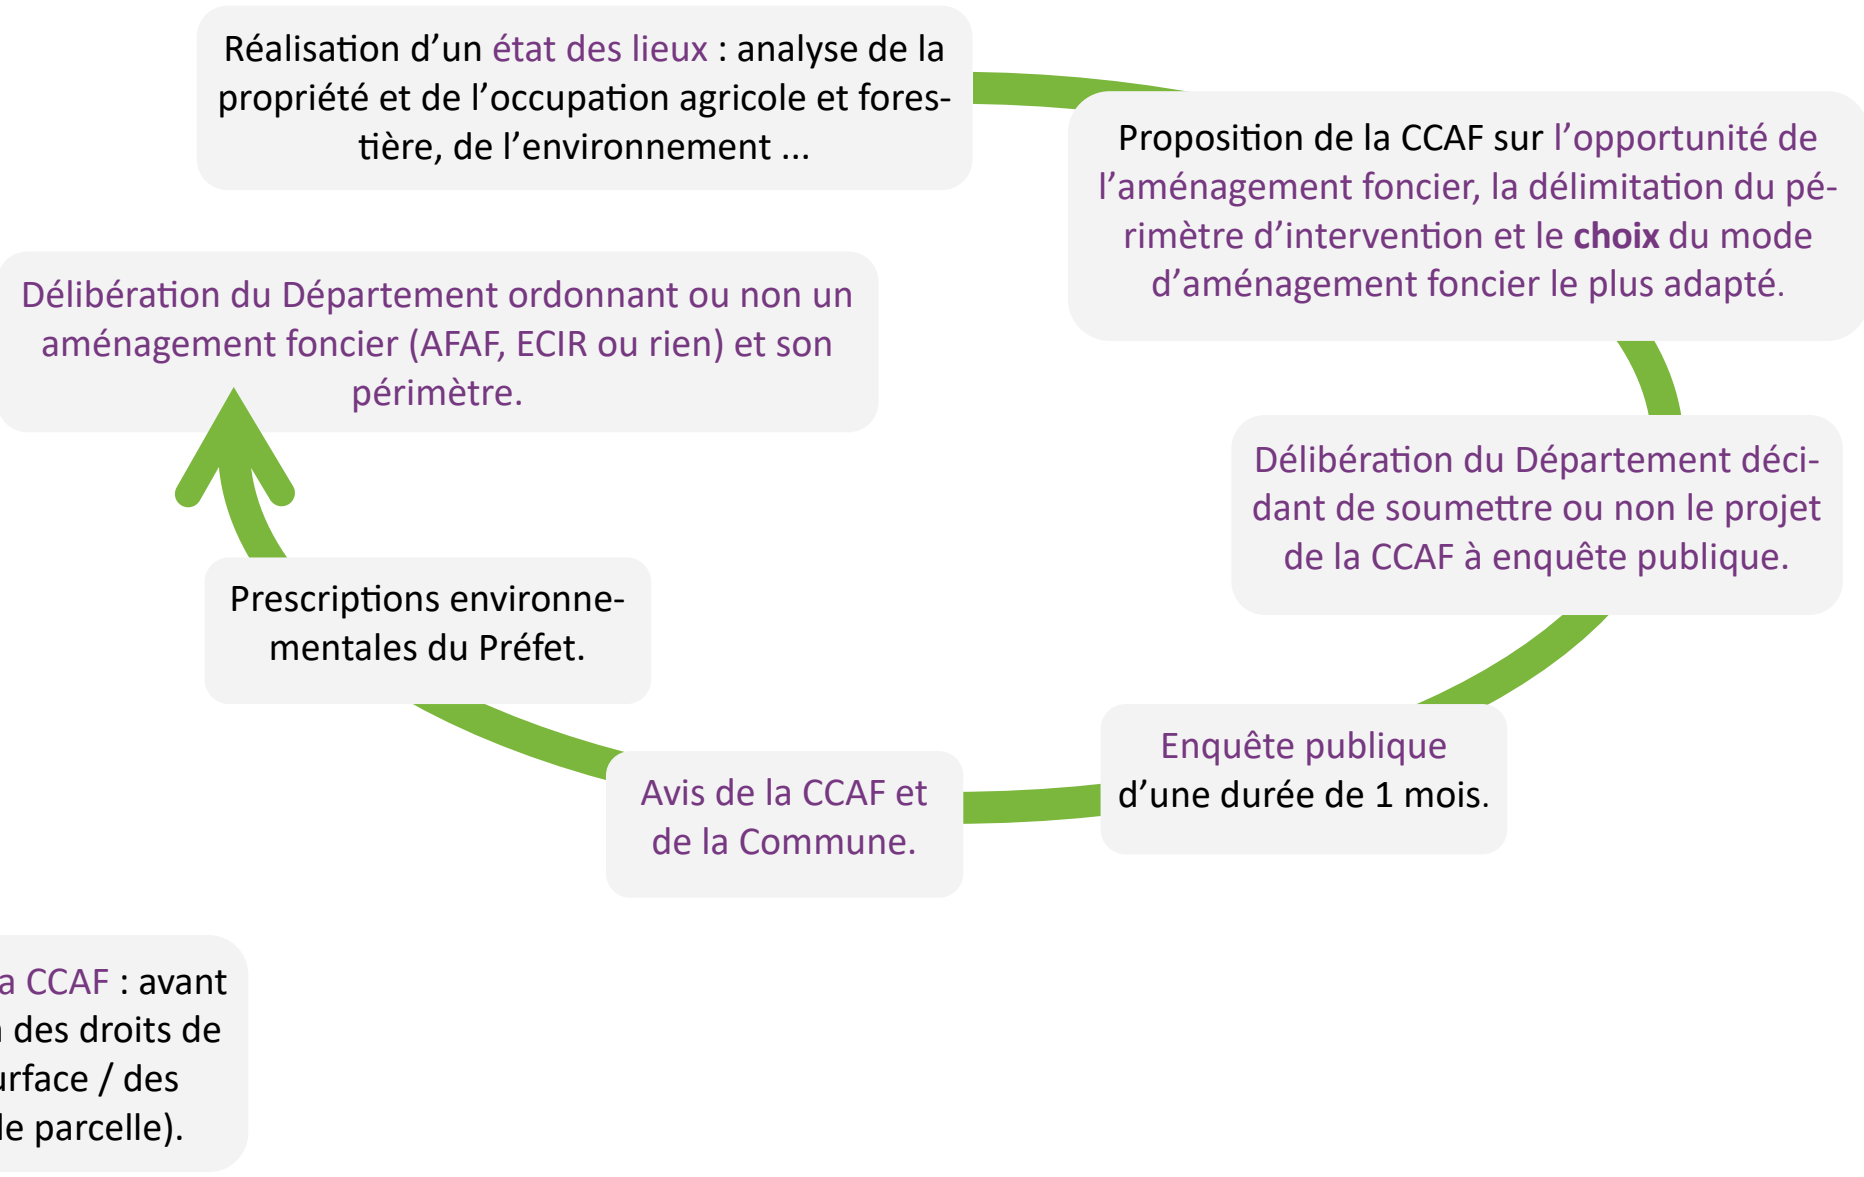 Réalisation d’un état des lieux : analyse de la
propriété et de l’occupation agricole et fores-
tière, de l’environnement ...
Proposition de la CCAF sur l’opportunité de
l’aménagement foncier, la délimitation du pé-
rimètre d’intervention et le choix du mode
d’aménagement foncier le plus adapté.
Délibération du Département déci-
dant de soumettre ou non le projet
de la CCAF à enquête publique.
Enquête publique
d’une durée de 1 mois.
Avis de la CCAF et
de la Commune.
Prescriptions environne-
mentales du Préfet.
Délibération du Département ordonnant ou non un
aménagement foncier (AFAF, ECIR ou rien) et son
périmètre.
CCAF : avant
des droits de
/ des
parcelle).